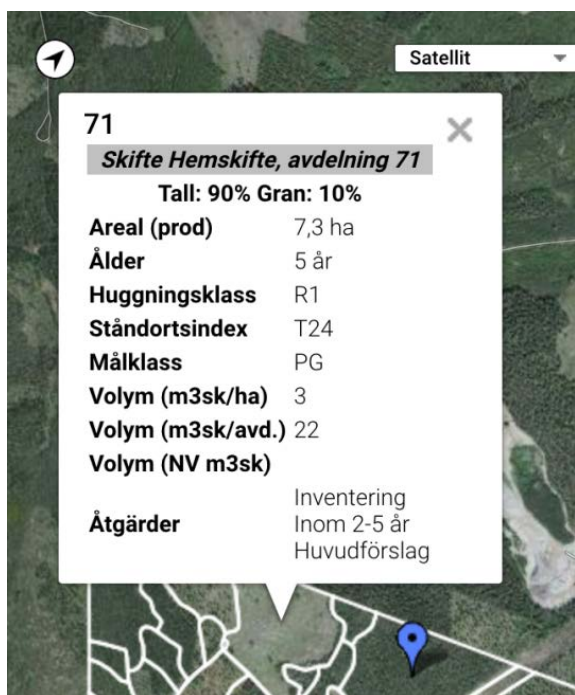 Satellit
71
Skifte Hemskifte, avdelning 71
Tall: 90% Gran: 10%
Areal (prod) 7,3 ha
Ålder 5 år
Huggningsklass R1
Ståndortsindex T24
Målklass PG
Volym (m3sk/ha) 3
Volym (m3sk/avd.) 22
Volym (NV m3sk)
Åtgärder Inventering
Inom 2-5 år
Huvudförslag